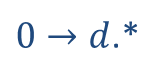 0 → d.*